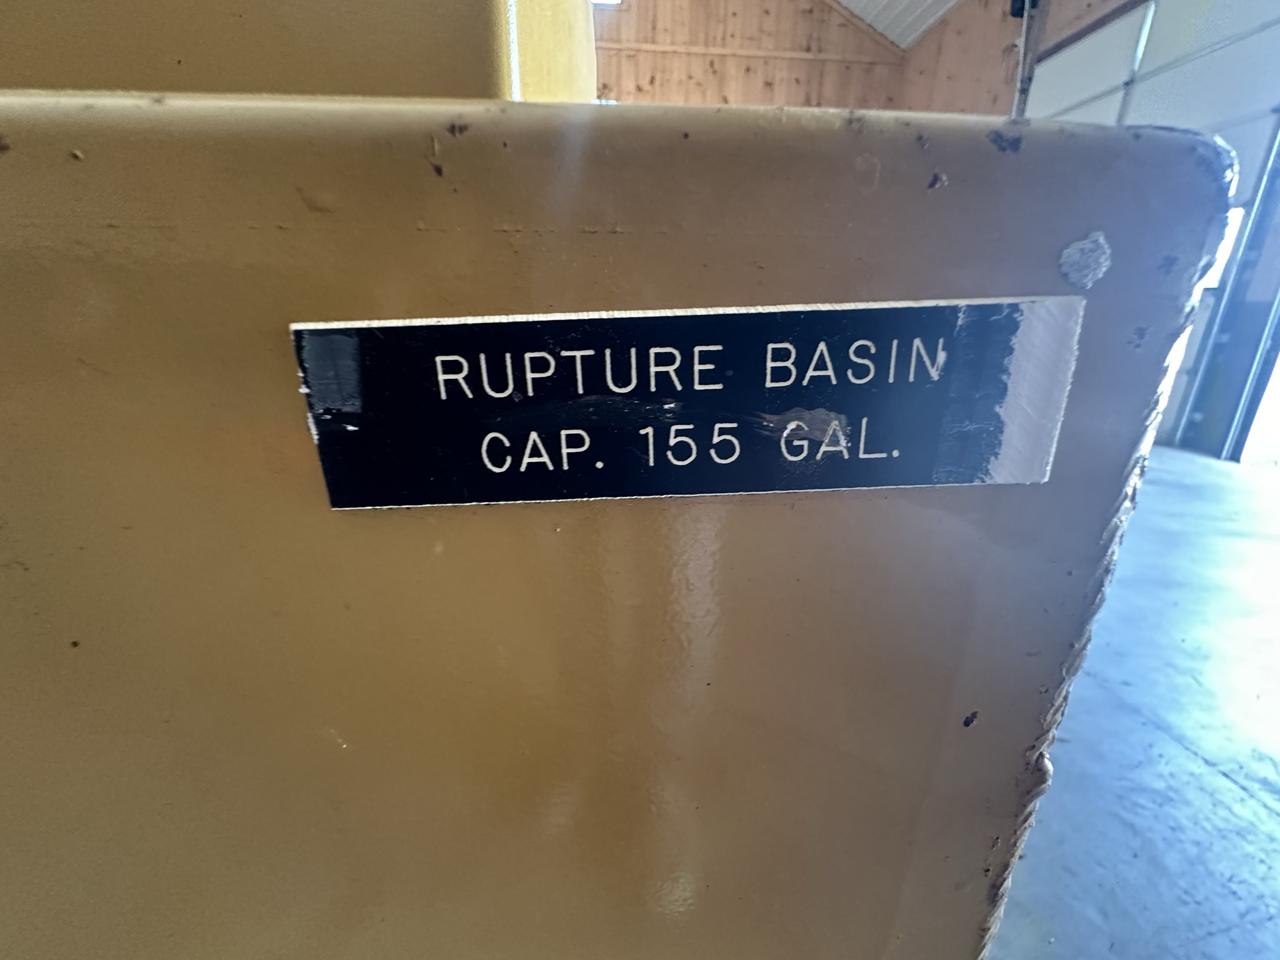 RUPTURE BASIN
CAP. 155 GAL.